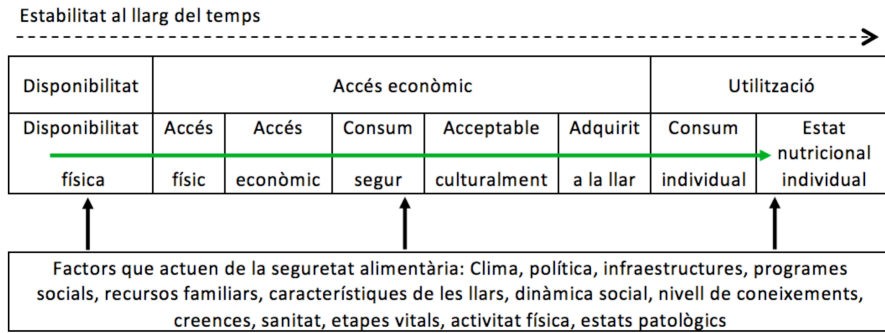 Estabilitat al llarg del temps
Disponibilitat Accés econòmic Utilització
Disponibilitat física
Accés físic
Accés econòmic
Consum segur
Acceptable culturalment
Adquirit a la llar
Consum individual
Estat nutricional individual
Factors que actuen de la seguretat alimentària: Clima, política, infraestructures, programes
socials, recursos familiars, característiques de les llars, dinàmica social, nivell de coneixements,
creences, sanitat, etapes vitals, activitat física, estats patològics